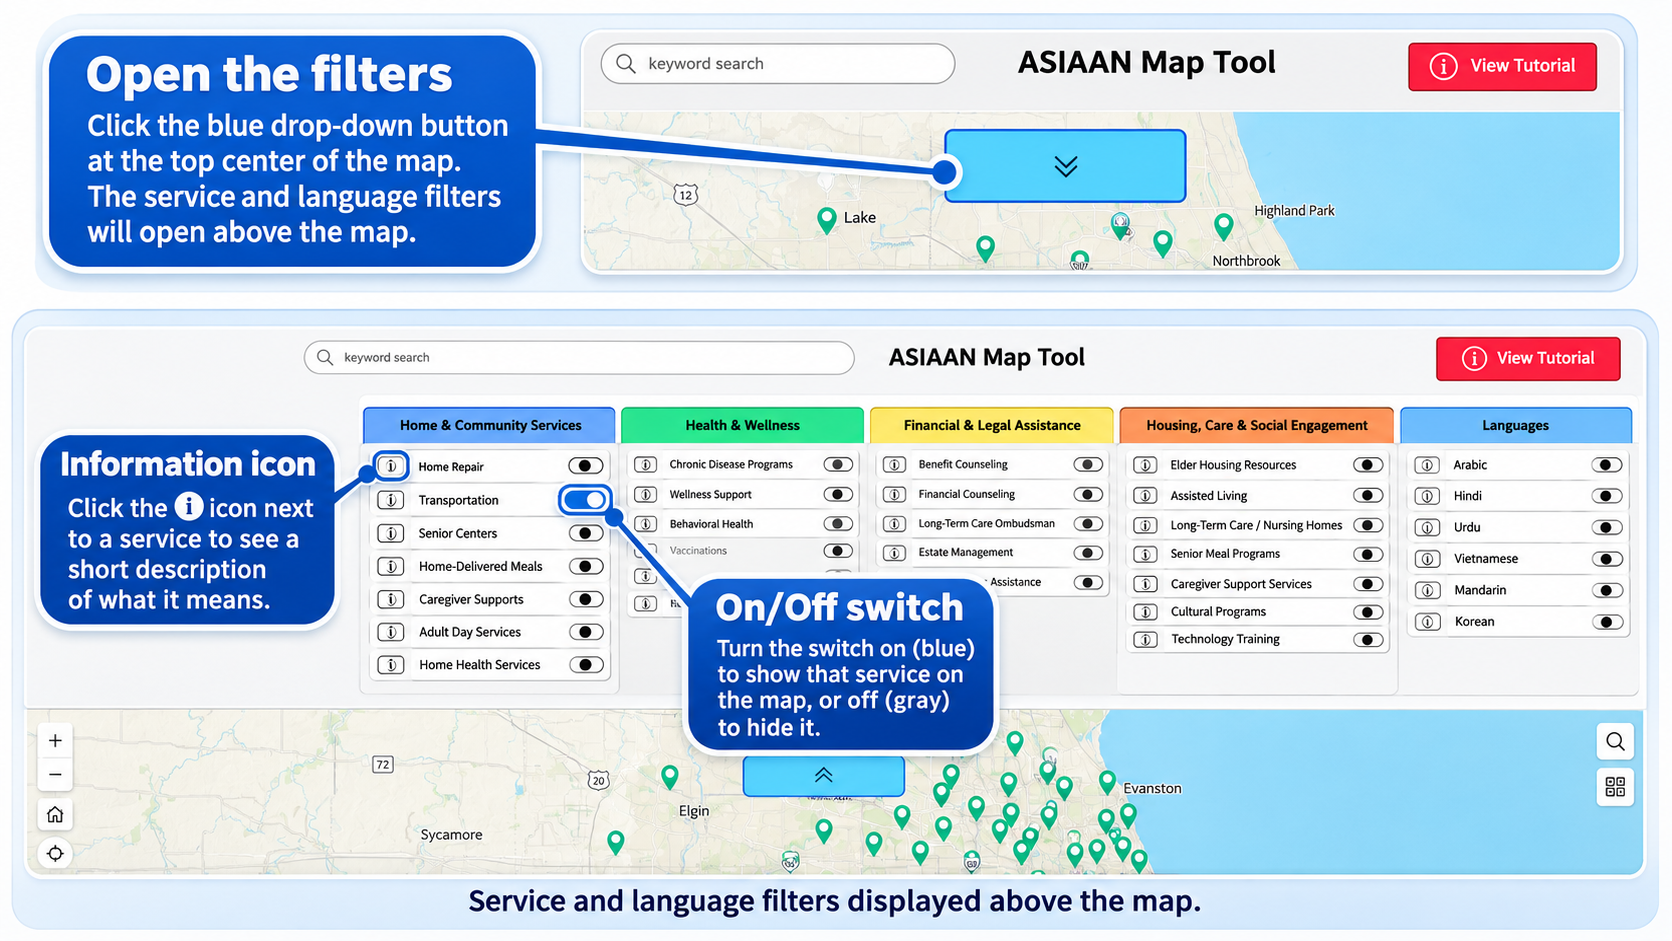 Open the filters
Click the blue drop-down button
at the top center of the map.
The service and language filters
will open above the map.
keyword search
ASIAAN Map Tool
View Tutorial
12
Lake
Highland Park
Northbrook
keyword search
ASIAAN Map Tool
View Tutorial
Information icon
Click the i icon next
to a service to see a
short description
of what it means.
Home & Community Services
Home Repair
Transportation
Senior Centers
Home-Delivered Meals
Caregiver Supports
Adult Day Services
Home Health Services
Health & Wellness
Chronic Disease Programs
Wellness Support
Behavioral Health
Vaccinations
Financial & Legal Assistance
Benefit Counseling
Financial Counseling
Long-Term Care Ombudsman
Estate Management
Assistance
Housing, Care & Social Engagement
Elder Housing Resources
Assisted Living
Long-Term Care / Nursing Homes
Senior Meal Programs
Caregiver Support Services
Cultural Programs
Technology Training
Languages
Arabic
Hindi
Urdu
Vietnamese
Mandarin
Korean
On/Off switch
Turn the switch on (blue)
to show that service on
the map, or off (gray)
to hide it.
72
20
Elgin
Sycamore
Evanston
Service and language filters displayed above the map.